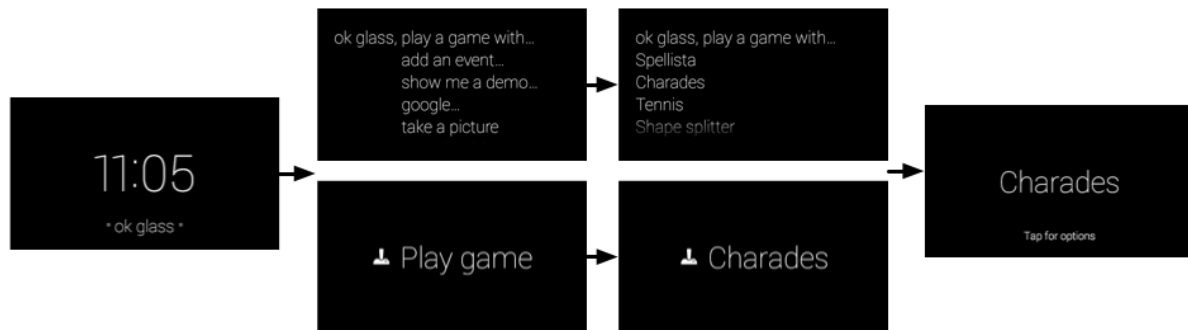 11:05
" ok glass "
ok glass, play a game with…
add an event…
show me a demo…
google…
take a picture
ok glass, play a game with…
Spellista
Charades
Tennis
Shape splitter
Play game
Charades
Charades
Tap for options